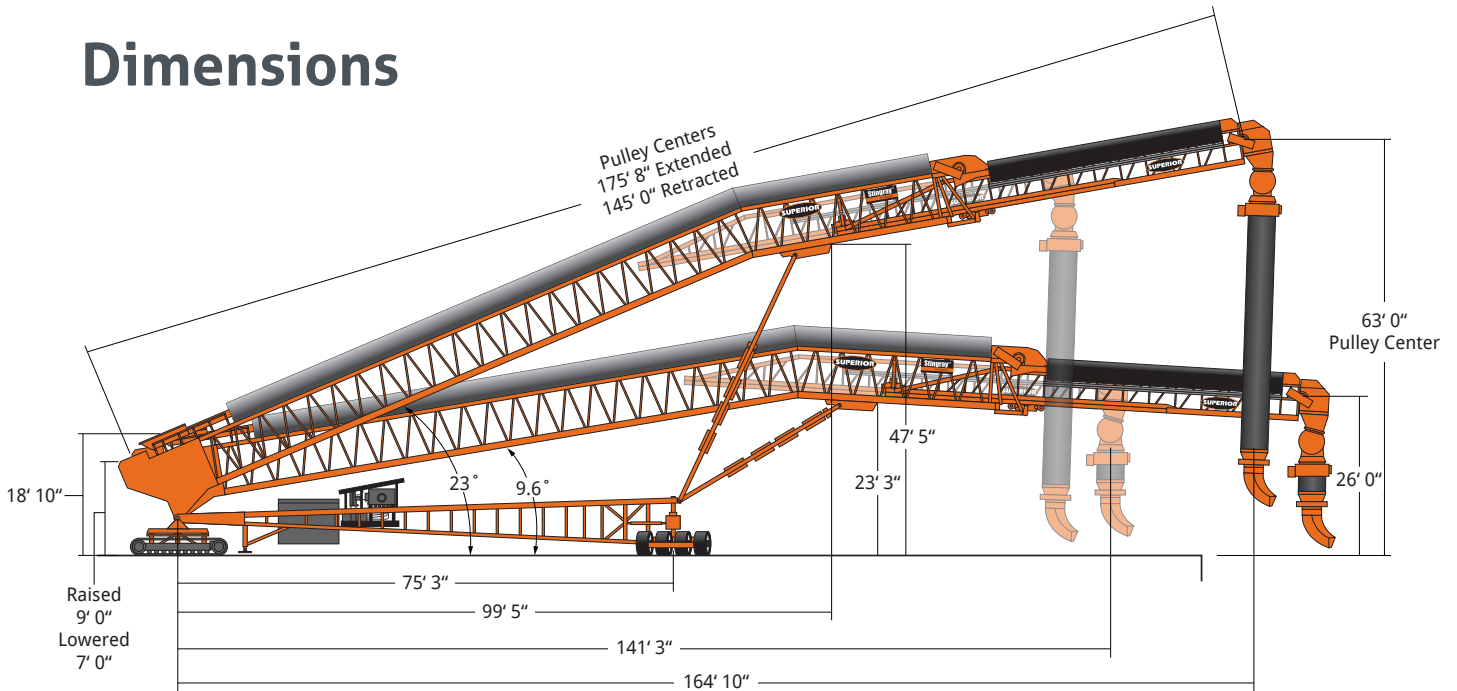 Dimensions
Pulley Centers
175‘ 8“ Extended
145‘ 0“ Retracted
SUPERIOR
Stingray
SUPERIOR
63‘ 0“
Pulley Center
SUPERIOR
Stingray
SUPERIOR
18‘ 10“
23°
9.6°
47‘ 5“
23‘ 3“
26‘ 0“
Raised
9‘ 0“
Lowered
7‘ 0“
75‘ 3“
99‘ 5“
141‘ 3“
164‘ 10“